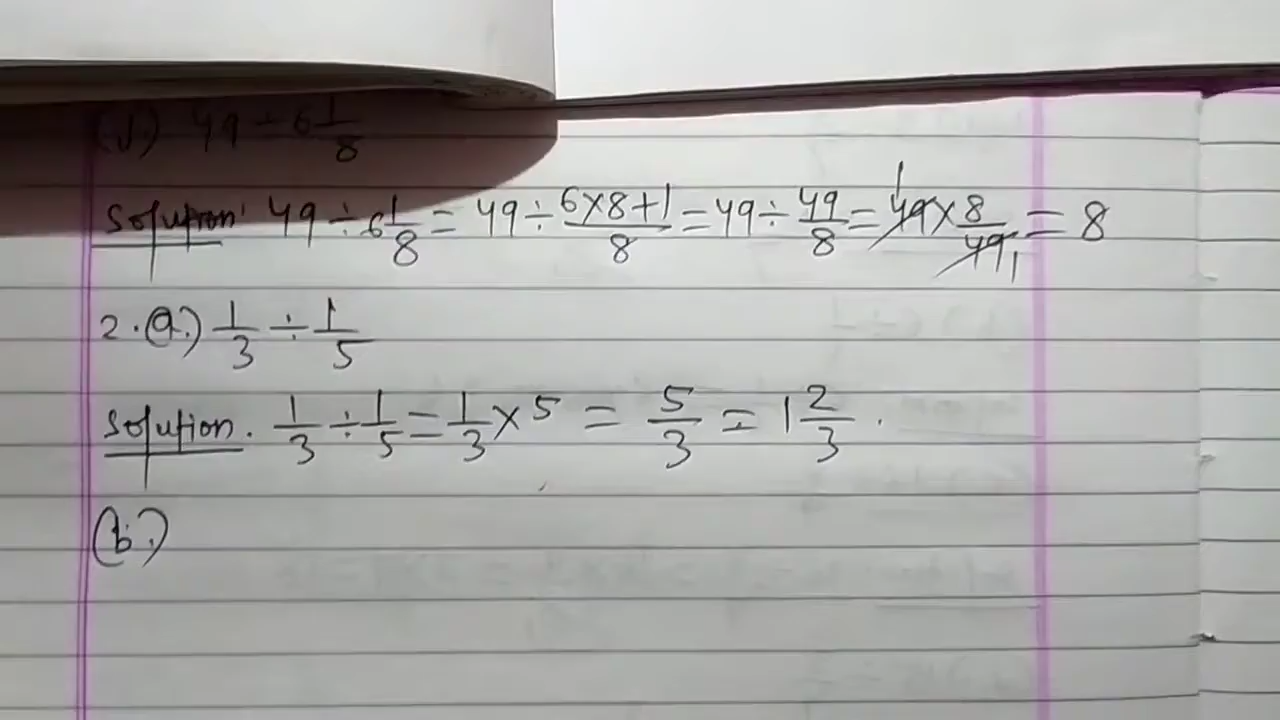 (J.) 49 ÷ 6 1/8
Solution: 49 ÷ 6 1/8 = 49 ÷ 6×8+1/8 = 49 ÷ 49/8 = 1 49×8/49 1 = 8
2. (a.) 1/3 ÷ 1/5
Solution. 1/3 ÷ 1/5 = 1/3 × 5 = 5/3 = 1 2/3 .
(b.)